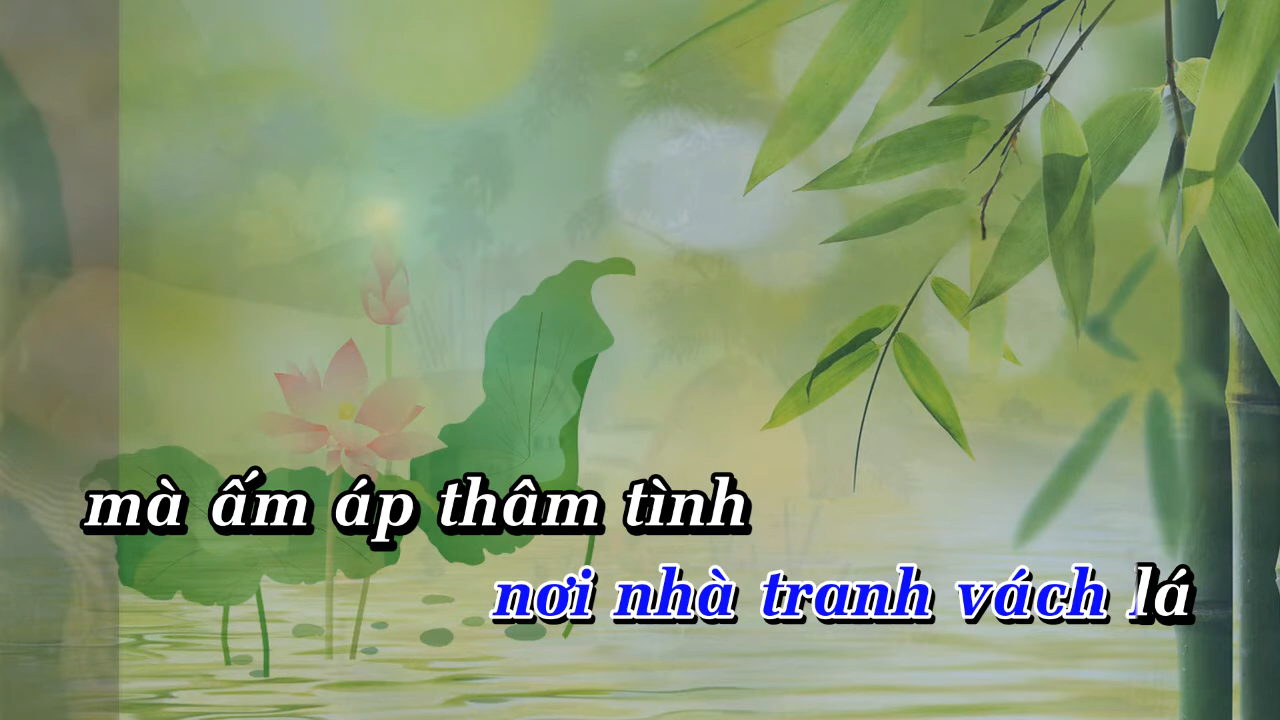 mà ấm áp thâm tình
nơi nhà tranh vách lá